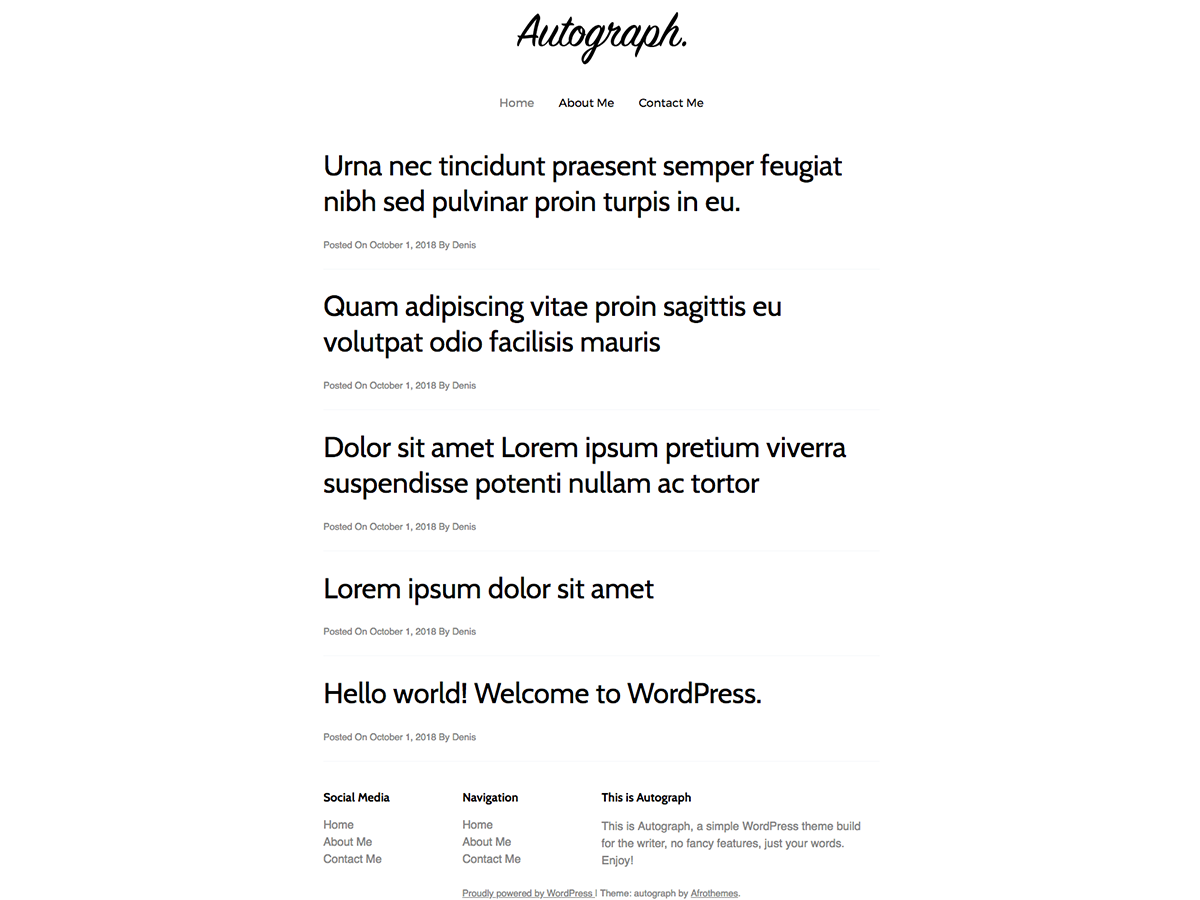 Autograph.
Home About Me Contact Me
Urna nec tincidunt praesent semper feugiat
nibh sed pulvinar proin turpis in eu.
Posted On October 1, 2018 By Denis
Quam adipiscing vitae proin sagittis eu
volutpat odio facilisis mauris
Posted On October 1, 2018 By Denis
Dolor sit amet Lorem ipsum pretium viverra
suspendisse potenti nullam ac tortor
Posted On October 1, 2018 By Denis
Lorem ipsum dolor sit amet
Posted On October 1, 2018 By Denis
Hello world! Welcome to WordPress.
Posted On October 1, 2018 By Denis
Social Media
Home
About Me
Contact Me
Navigation
Home
About Me
Contact Me
This is Autograph
This is Autograph, a simple WordPress theme build
for the writer, no fancy features, just your words.
Enjoy!
Proudly powered by WordPress | Theme: autograph by Afrothemes.